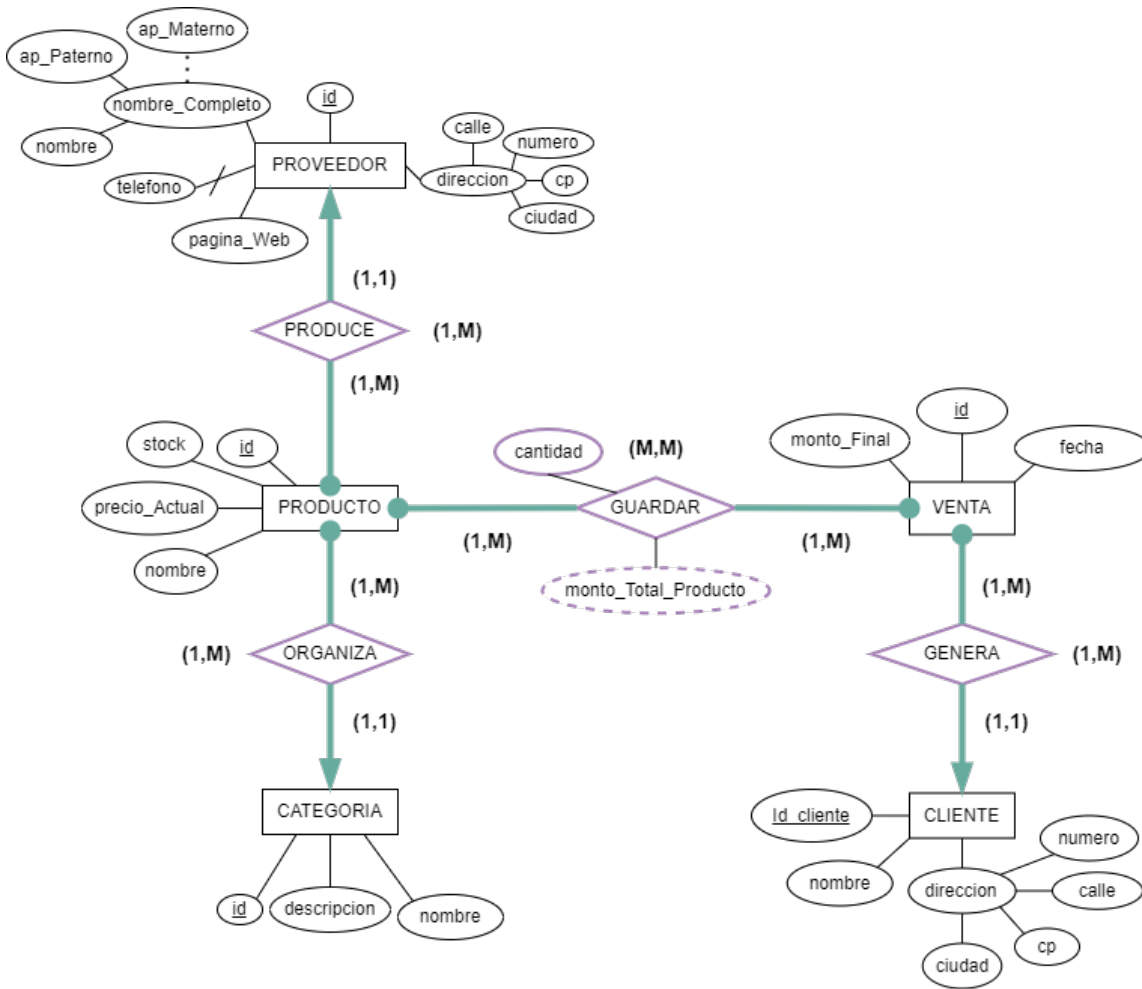 ap_Materno
ap_Paterno
nombre_Completo
id
nombre
calle
numero
PROVEEDOR
telefono
direccion
cp
pagina_Web
ciudad
(1,1)
PRODUCE
(1,M)
(1,M)
stock
id
precio_Actual
PRODUCTO
nombre
cantidad
(M,M)
GUARDAR
(1,M)
(1,M)
monto_Total_Producto
id
monto_Final
fecha
VENTA
(1,M)
(1,M)
ORGANIZA
(1,1)
(1,M)
GENERA
(1,M)
(1,1)
CATEGORIA
id
descripcion
nombre
Id_cliente
CLIENTE
nombre
numero
direccion
calle
cp
ciudad